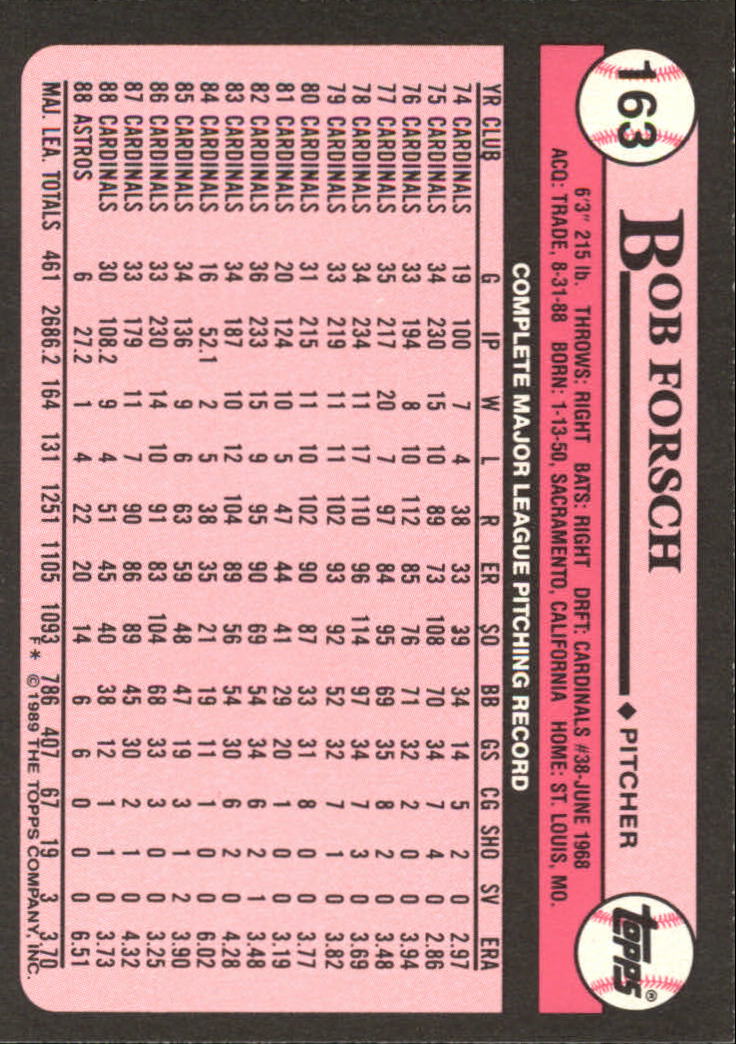 163
BOB FORSCH ◆ PITCHER
topps®
6'3" 215 lb. THROWS: RIGHT BATS: RIGHT DRFT: CARDINALS #38-JUNE 1968
ACQ: TRADE, 8-31-88 BORN: 1-13-50, SACRAMENTO, CALIFORNIA HOME: ST. LOUIS, MO.
COMPLETE MAJOR LEAGUE PITCHING RECORD
YR CLUB G IP W L R ER SO BB GS CG SHO SV ERA
74 CARDINALS 19 100 7 4 38 33 39 34 14 5 2 0 2.97
75 CARDINALS 34 230 15 10 89 73 108 70 34 7 4 0 2.86
76 CARDINALS 33 194 8 10 112 85 76 71 32 2 0 0 3.94
77 CARDINALS 35 217 20 7 97 84 95 69 35 8 2 0 3.48
78 CARDINALS 34 234 11 17 110 96 114 97 34 7 3 0 3.69
79 CARDINALS 33 219 11 11 102 93 92 52 32 7 1 0 3.82
80 CARDINALS 31 215 11 10 102 90 87 33 31 8 0 0 3.77
81 CARDINALS 20 124 10 5 47 44 41 29 20 1 0 0 3.19
82 CARDINALS 36 233 15 9 95 90 69 54 34 6 2 1 3.48
83 CARDINALS 34 187 10 12 104 89 56 54 30 6 2 0 4.28
84 CARDINALS 16 52.1 2 5 38 35 21 19 11 1 0 0 6.02
85 CARDINALS 34 136 9 6 63 59 48 47 19 3 1 2 3.90
86 CARDINALS 33 230 14 10 91 83 104 68 33 3 0 0 3.25
87 CARDINALS 33 179 11 7 90 86 89 45 30 2 1 0 4.32
88 CARDINALS 30 108.2 9 4 51 45 40 38 12 1 1 0 3.73
88 ASTROS 6 27.2 1 4 22 20 14 6 6 0 0 0 6.51
MAJ. LEA. TOTALS 461 2686.2 164 131 1251 1105 1093 786 407 67 19 3 3.70
F* ©1989 THE TOPPS COMPANY, INC.